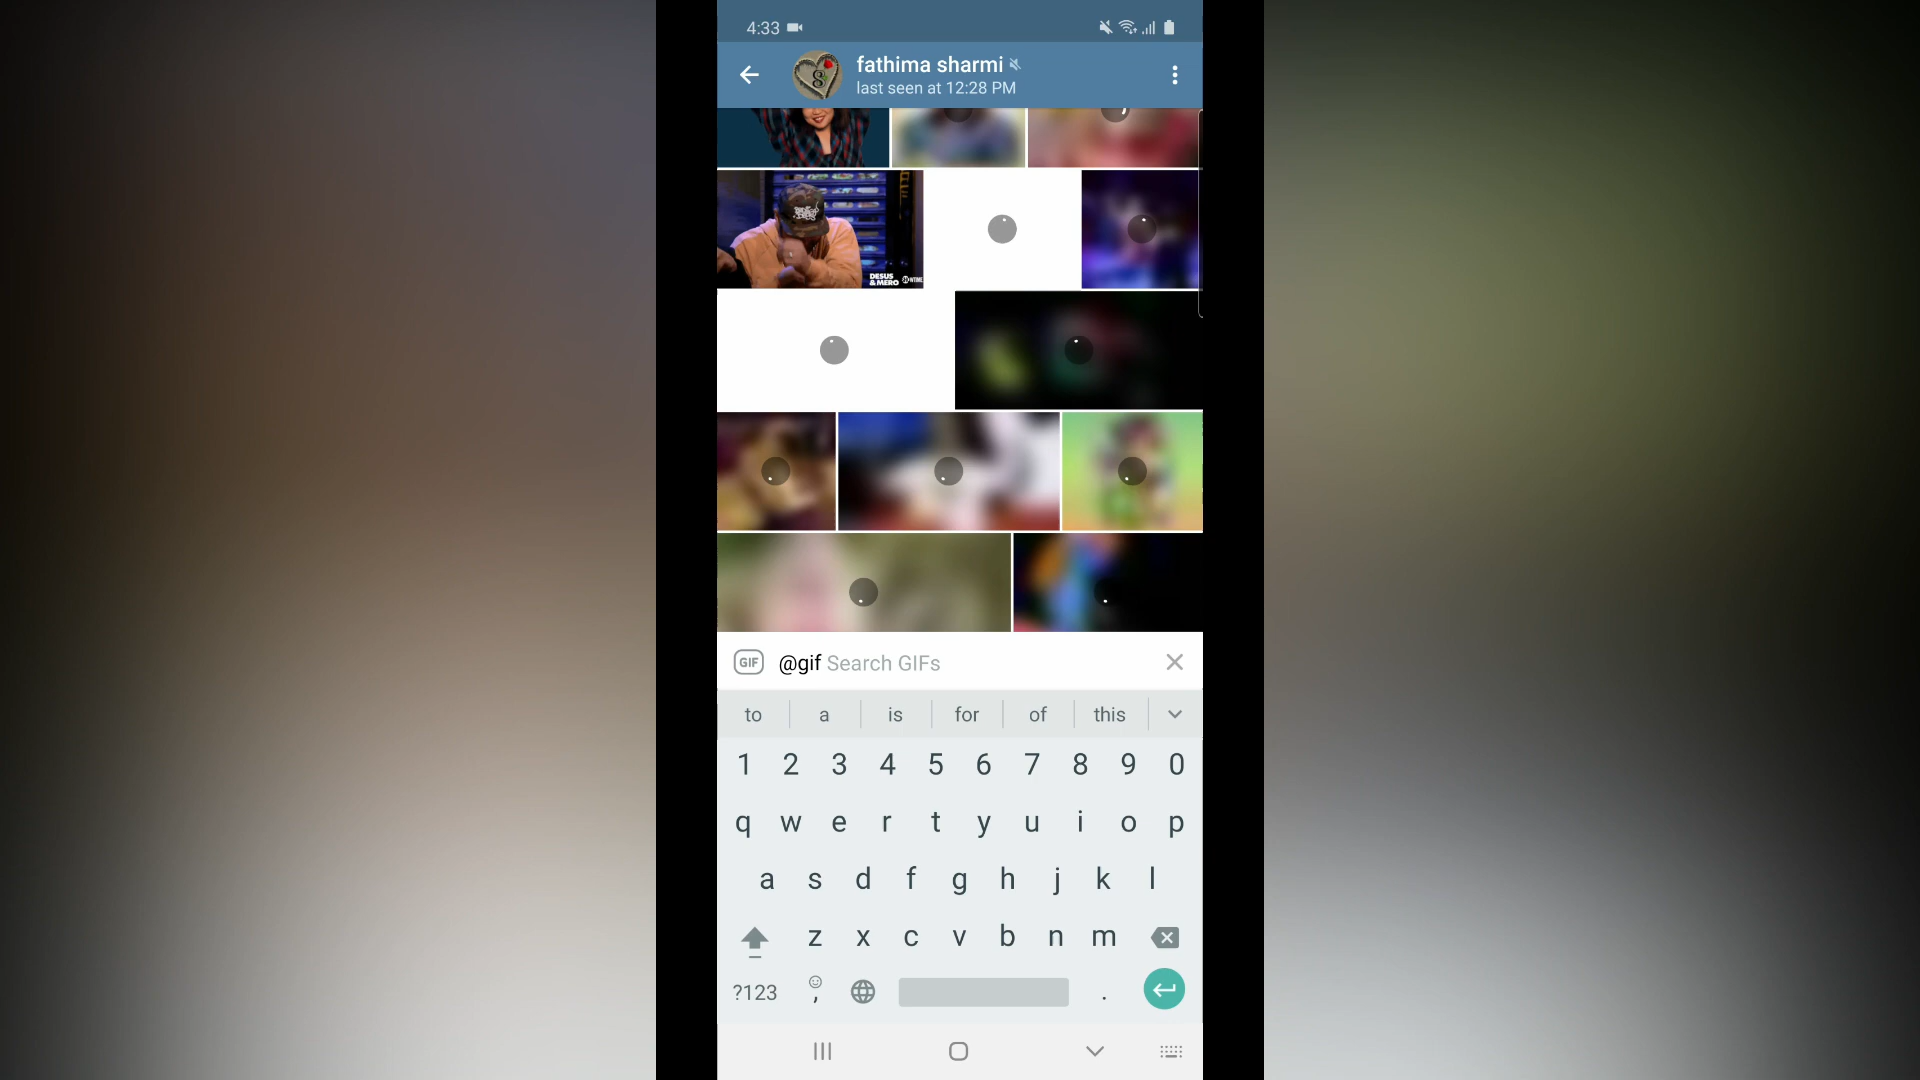 4:33
fathima sharmi
last seen at 12:28 PM
S
DESUS
& MERO
GIF @gif Search GIFs
to a is for of this
1 2 3 4 5 6 7 8 9 0
q w e r t y u i o p
a s d f g h j k l
z x c v b n m
?123 , .